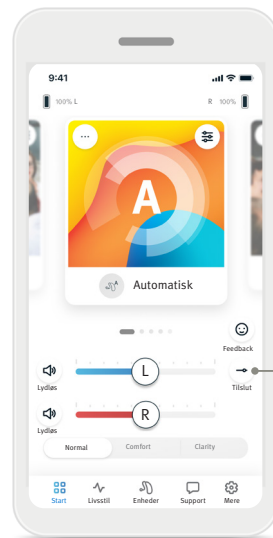 9:41
100% L
R 100%
A
Automatisk
Feedback
L
Lydløs
Tilslut
R
Lydløs
Normal Comfort Clarity
Start Livsstil Enheder Support Mere